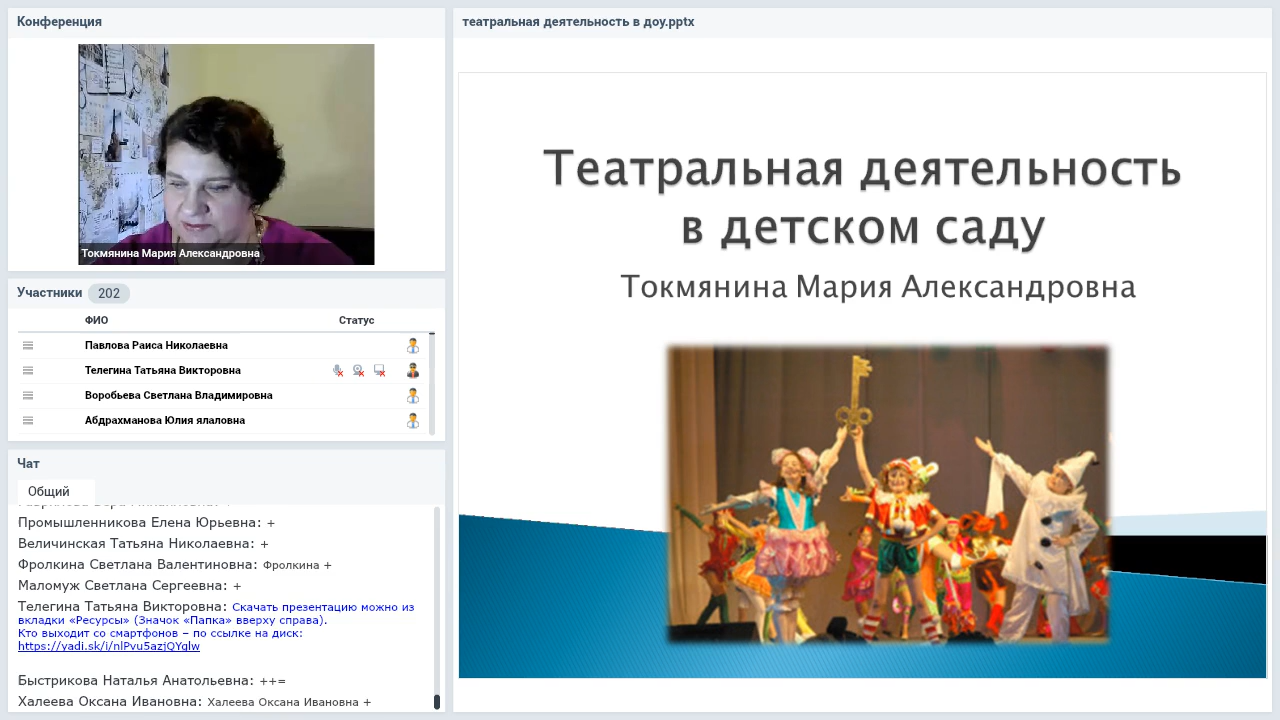 Конференция
Токмянина Мария Александровна
Участники 202
ФИО Статус
Павлова Раиса Николаевна
Телегина Татьяна Викторовна
Воробьева Светлана Владимировна
Абдрахманова Юлия ялаловна
Чат
Общий
Промышленникова Елена Юрьевна: +
Величинская Татьяна Николаевна: +
Фролкина Светлана Валентиновна: Фролкина +
Маломуж Светлана Сергеевна: +
Телегина Татьяна Викторовна: Скачать презентацию можно из
вкладки «Ресурсы» (Значок «Папка» вверху справа).
Кто выходит со смартфонов – по ссылке на диск:
https://yadi.sk/i/nlPvu5azjQYglw
Быстрикова Наталья Анатольевна: ++=
Халеева Оксана Ивановна: Халеева Оксана Ивановна +
театральная деятельность в доу.pptx
Театральная деятельность
в детском саду
Токмянина Мария Александровна